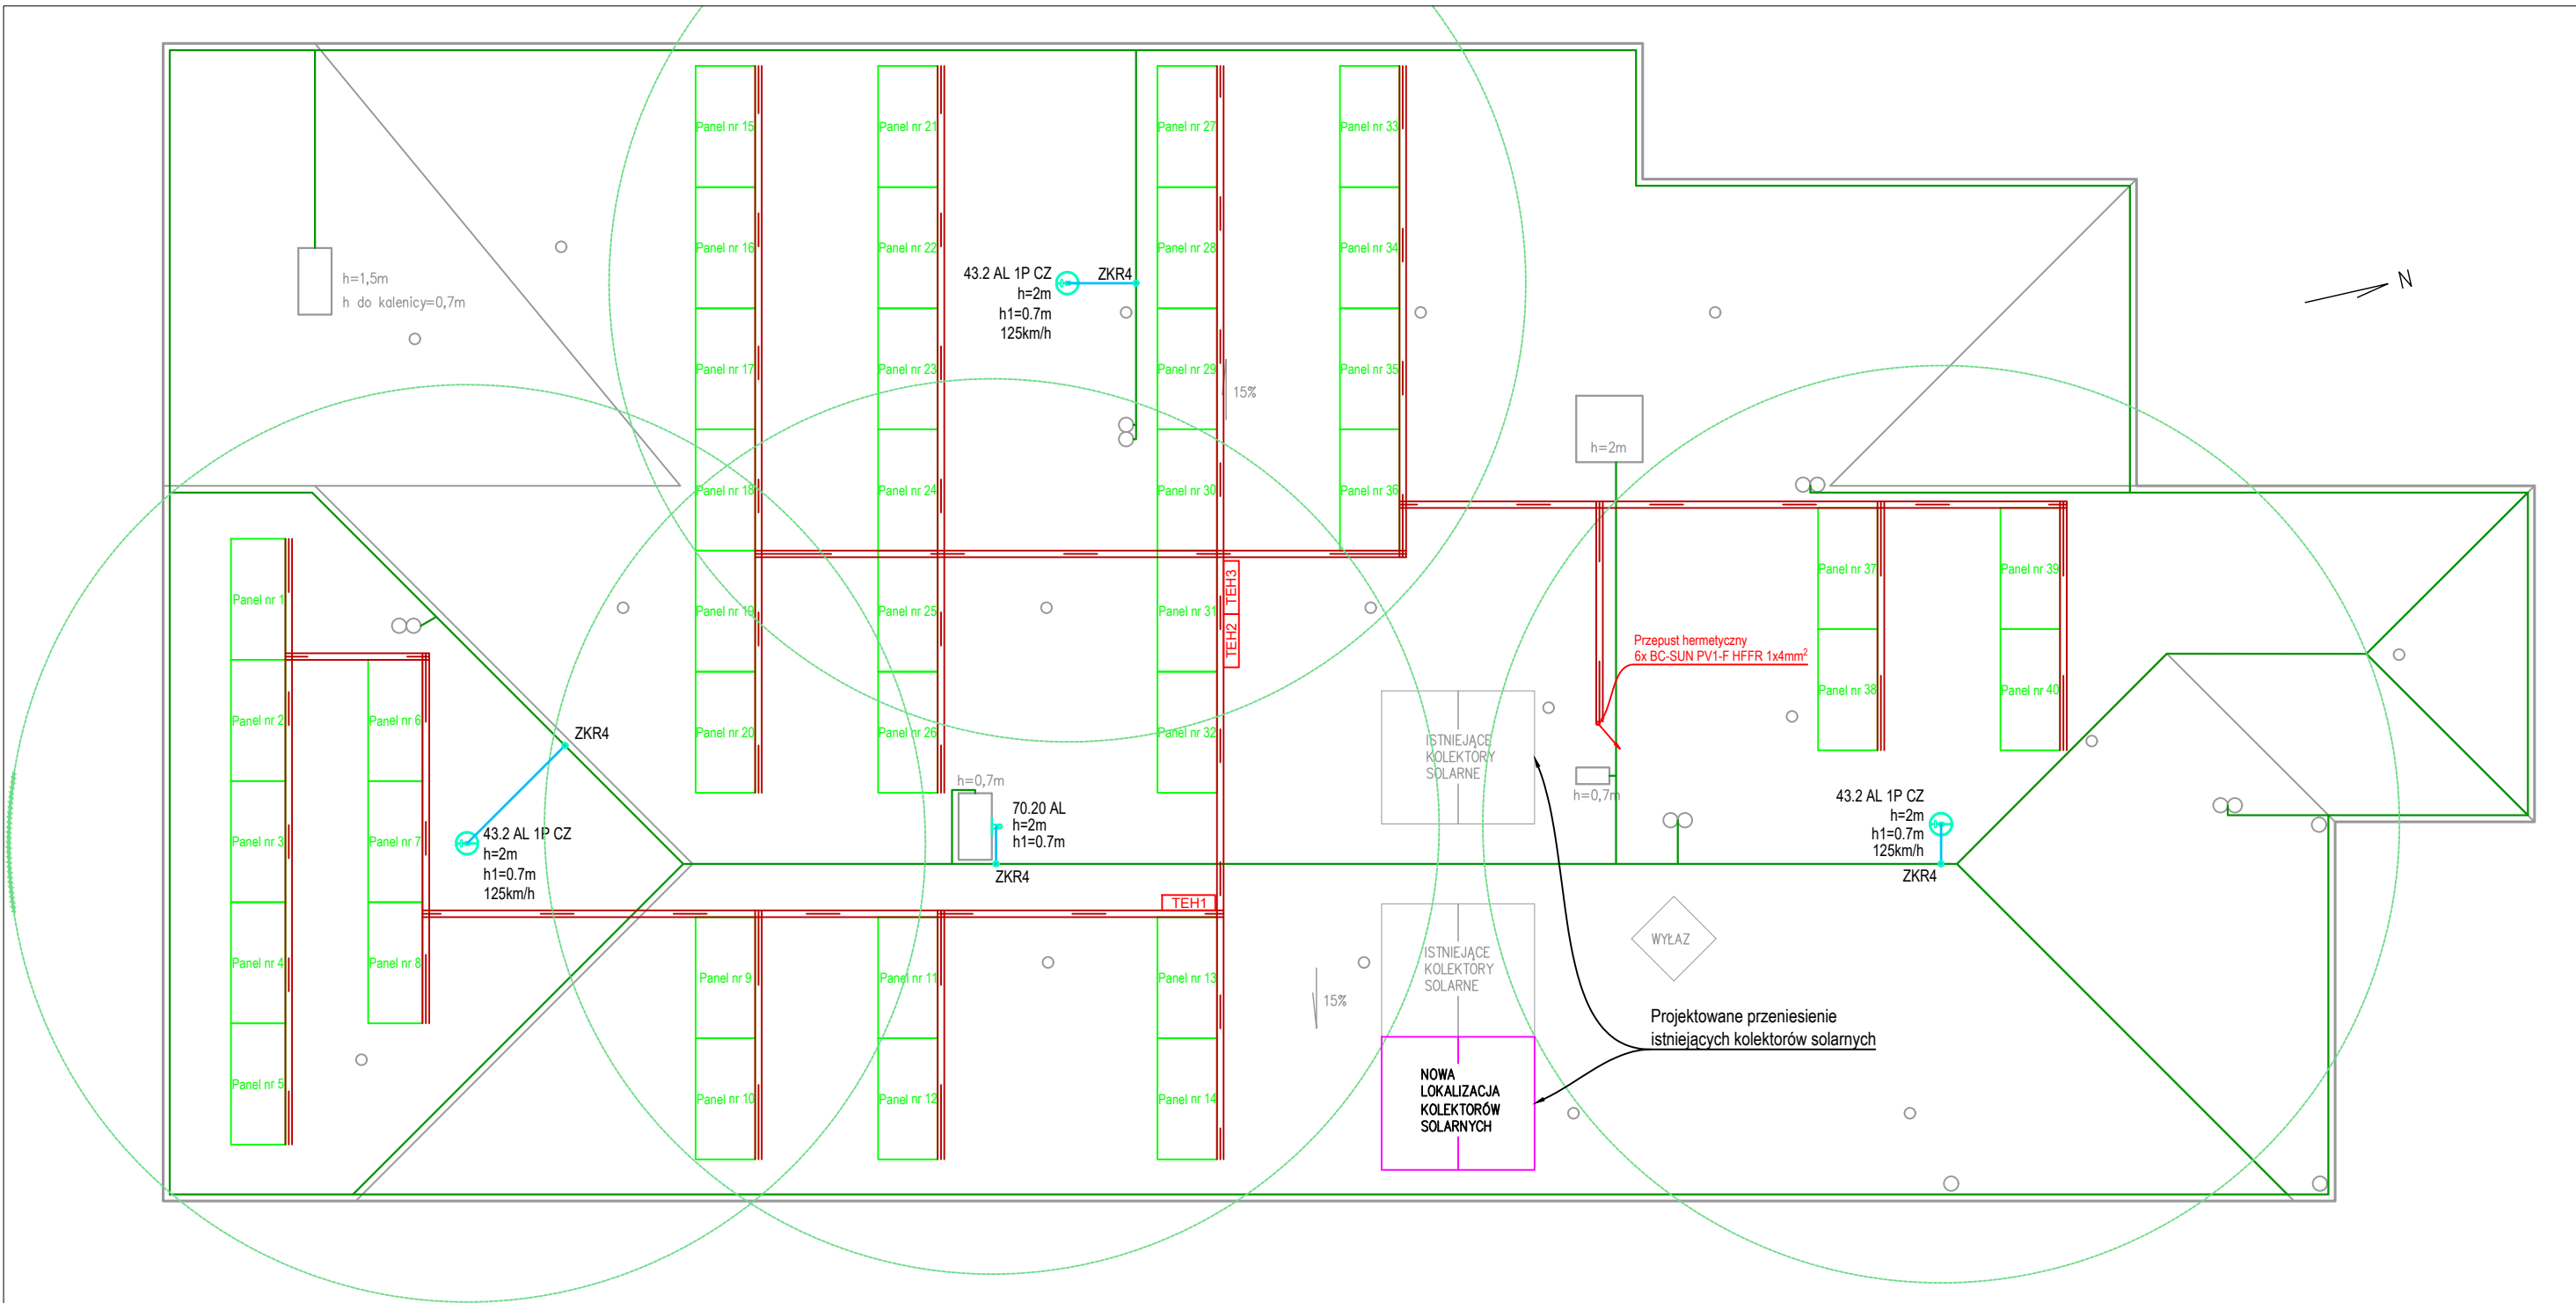 Panel nr 15
Panel nr 16
Panel nr 17
Panel nr 18
Panel nr 19
Panel nr 20
Panel nr 21
Panel nr 22
Panel nr 23
Panel nr 24
Panel nr 25
Panel nr 26
Panel nr 27
Panel nr 28
Panel nr 29
Panel nr 30
Panel nr 31
Panel nr 32
Panel nr 33
Panel nr 34
Panel nr 35
Panel nr 36
h=1,5m
h do kalenicy=0,7m
43.2 AL 1P CZ
h=2m
h1=0.7m
125km/h
ZKR4
15%
N
h=2m
TEH3
TEH2
Przepust hermetyczny
6x BC-SUN PV1-F HFFR 1x4mm²
Panel nr 37
Panel nr 38
Panel nr 39
Panel nr 40
Panel nr 1
Panel nr 2
Panel nr 3
Panel nr 4
Panel nr 5
Panel nr 6
Panel nr 7
Panel nr 8
ZKR4
43.2 AL 1P CZ
h=2m
h1=0.7m
125km/h
h=0,7m
70.20 AL
h=2m
h1=0.7m
ZKR4
ISTNIEJĄCE
KOLEKTORY
SOLARNE
h=0,7m
43.2 AL 1P CZ
h=2m
h1=0.7m
125km/h
ZKR4
TEH1
Panel nr 9
Panel nr 10
Panel nr 11
Panel nr 12
Panel nr 13
Panel nr 14
15%
ISTNIEJĄCE
KOLEKTORY
SOLARNE
WYŁAZ
Projektowane przeniesienie
istniejących kolektorów solarnych
NOWA
LOKALIZACJA
KOLEKTORÓW
SOLARNYCH